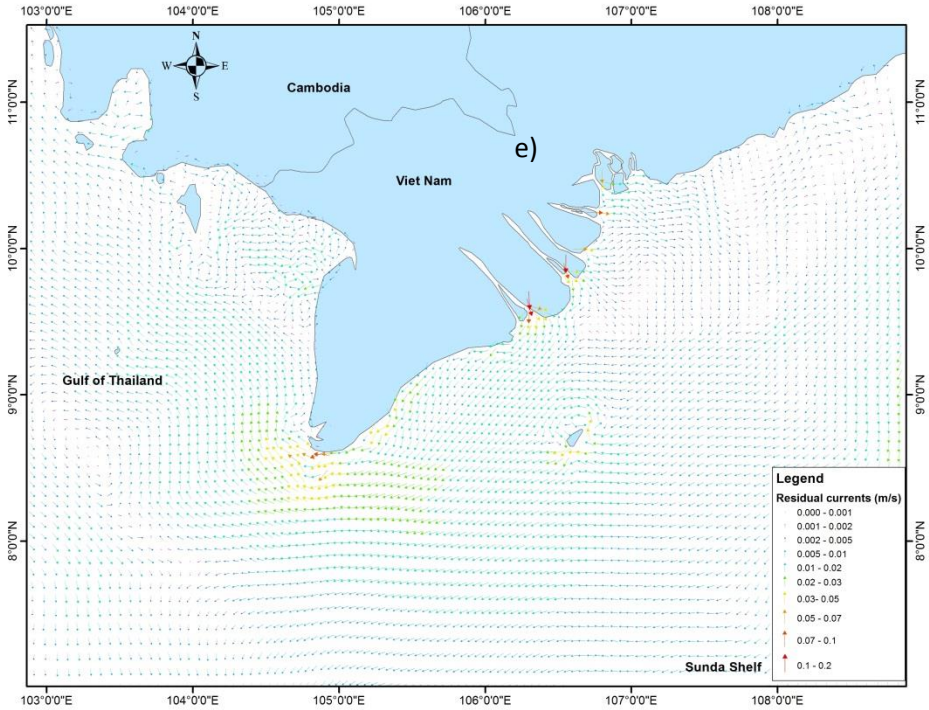 103°0'0"E 104°0'0"E 105°0'0"E 106°0'0"E 107°0'0"E 108°0'0"E
N
W E
S
11°0'0"N 11°0'0"N
Cambodia
e)
Viet Nam
10°0'0"N 10°0'0"N
Gulf of Thailand
9°0'0"N 9°0'0"N
8°0'0"N 8°0'0"N
Legend
Residual currents (m/s)
0.000 - 0.001
0.001 - 0.002
0.002 - 0.005
0.005 - 0.01
0.01 - 0.02
0.02 - 0.03
0.03- 0.05
0.05 - 0.07
0.07 - 0.1
0.1 - 0.2
Sunda Shelf
103°0'0"E 104°0'0"E 105°0'0"E 106°0'0"E 107°0'0"E 108°0'0"E